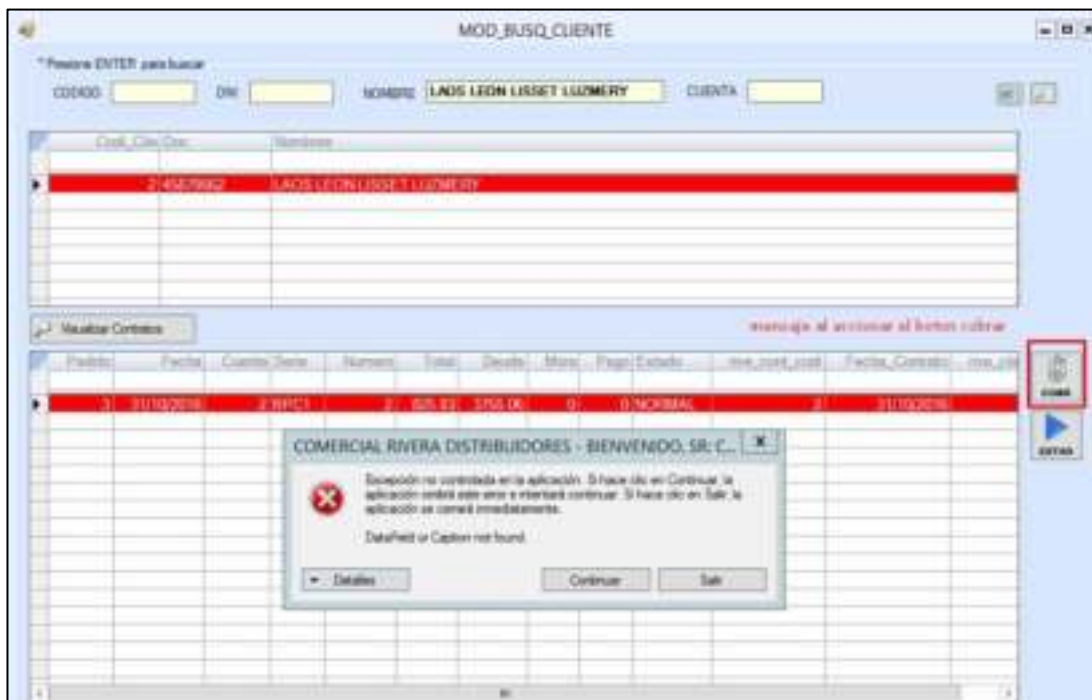 MOD_BUSQ_CLIENTE
* Presione ENTER para buscar
CODIGO DNI NOMBRE LAOS LEON LISSET LUZMERY CUENTA
Nombres
2 LAOS LEON LISSET LUZMERY
Visualizar Contratos
mensaje al accionar el boton cobrar
Pedido Fecha Cuenta Serie Numero Total Deuda Mora Pago Estado Fecha_Contrato
3 31/10/2016 2 2 0 0 NORMAL 31/10/2016
COMERCIAL RIVERA DISTRIBUIDORES - BIENVENIDO, SR: C...
Excepción no controlada en la aplicación. Si hace clic en Continuar, la
aplicación omitirá este error e intentará continuar. Si hace clic en Salir, la
aplicación se cerrará inmediatamente.
DataField or Caption not found.
Detalles Continuar Salir